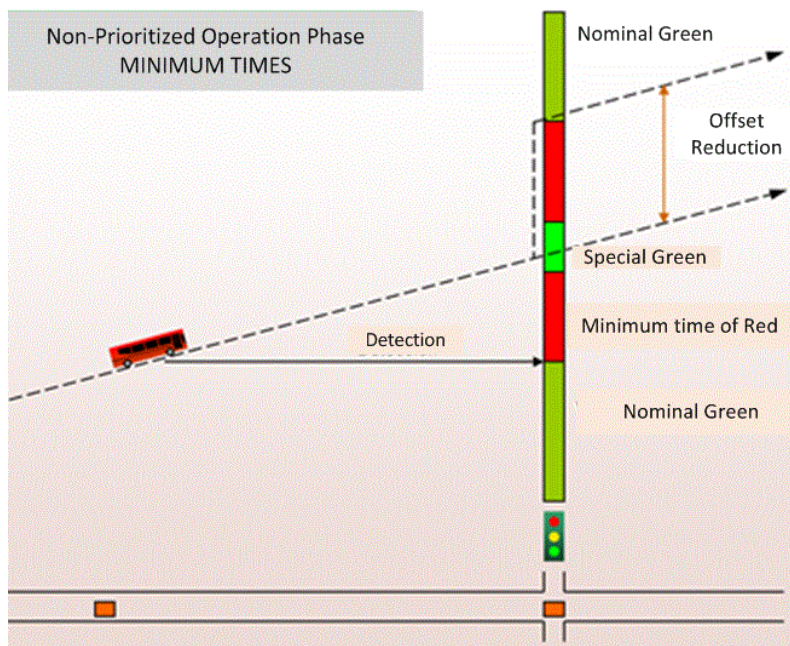 Non-Prioritized Operation Phase
MINIMUM TIMES
Nominal Green
Offset
Reduction
Special Green
Minimum time of Red
Detection
Nominal Green